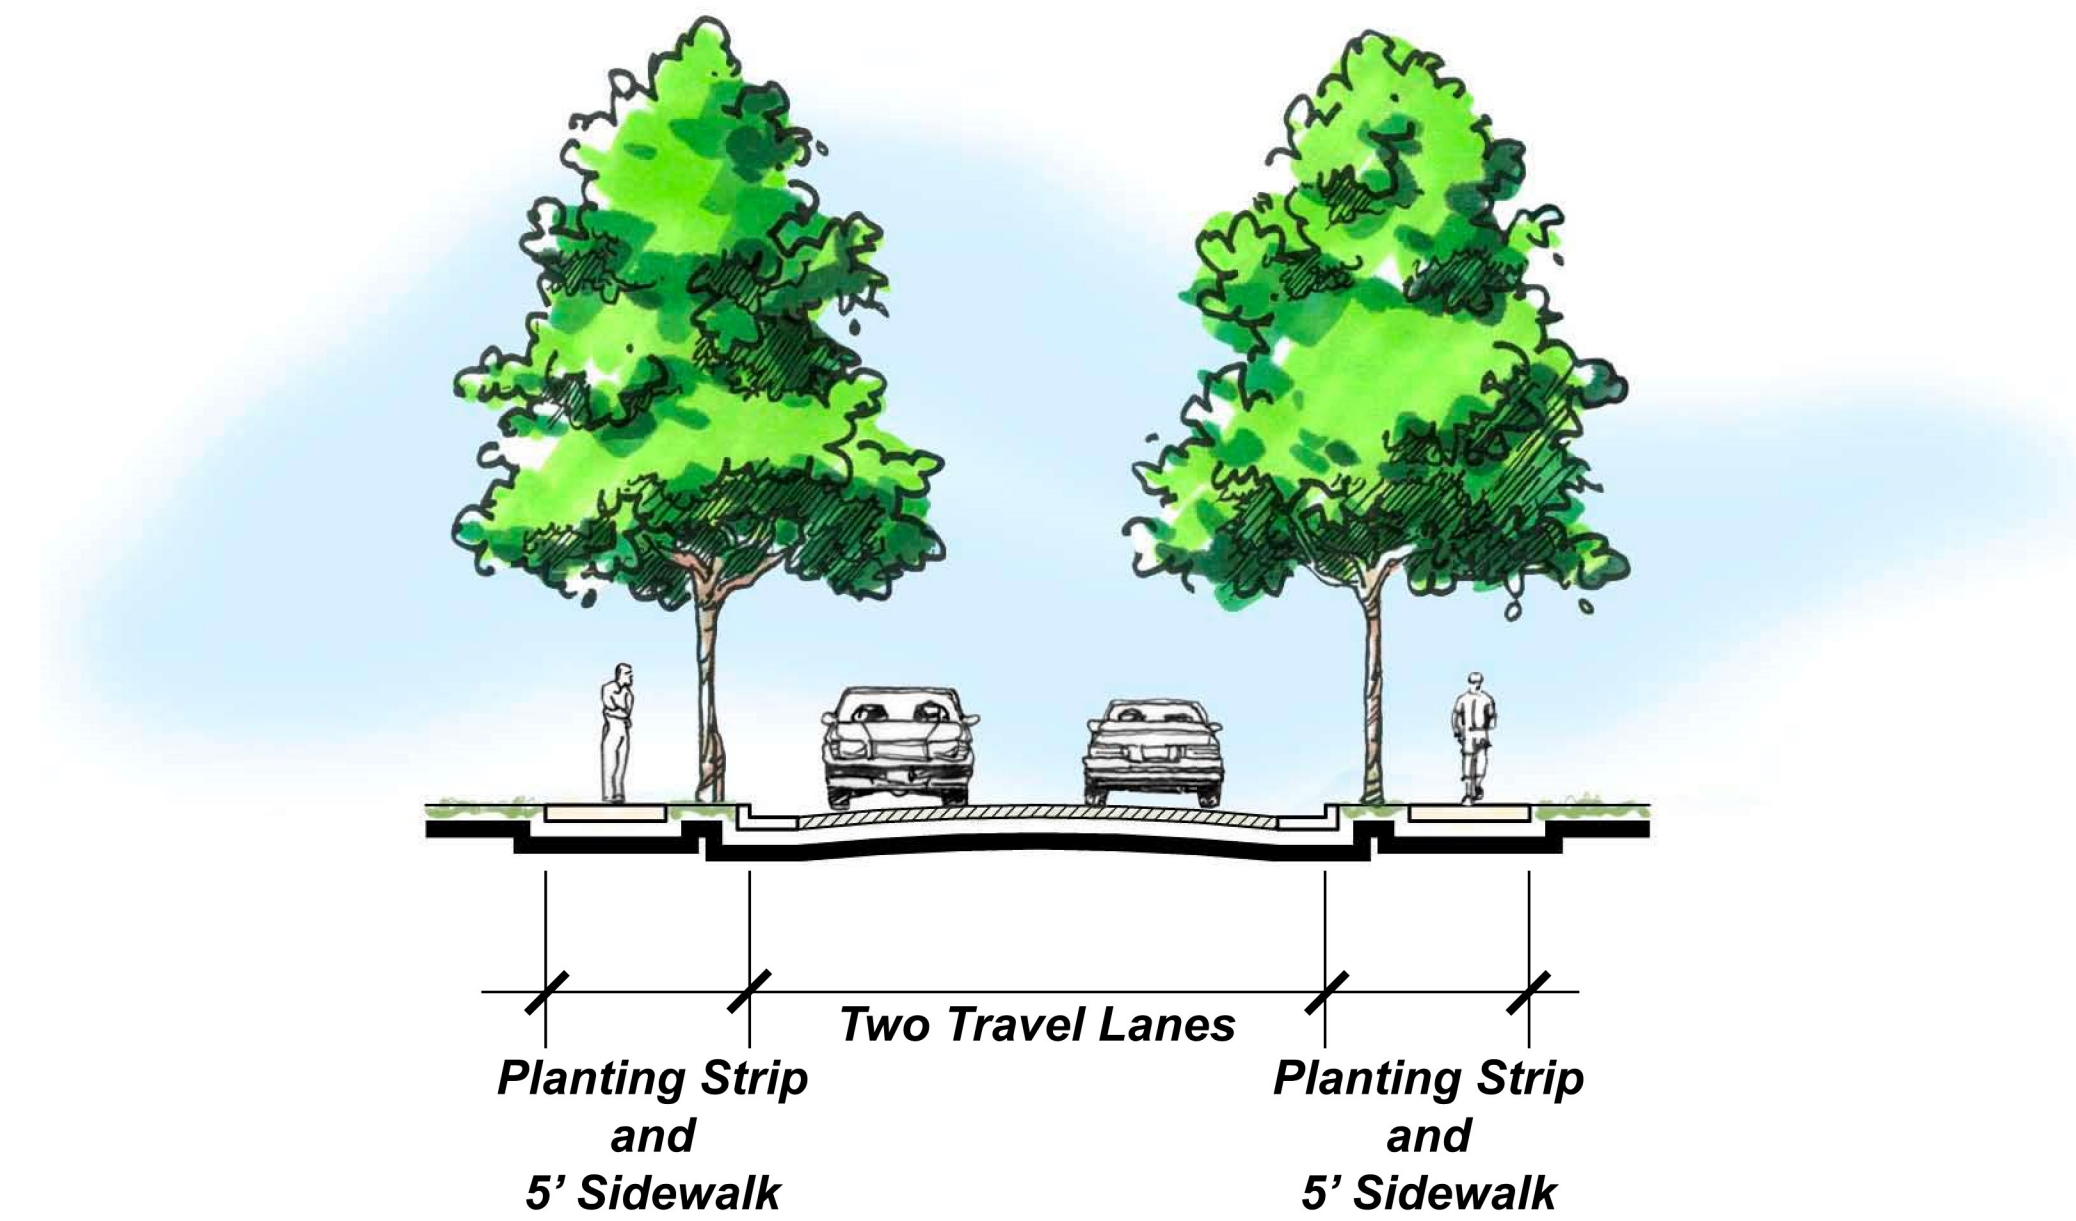 Two Travel Lanes
Planting Strip
and
5’ Sidewalk
Planting Strip
and
5’ Sidewalk